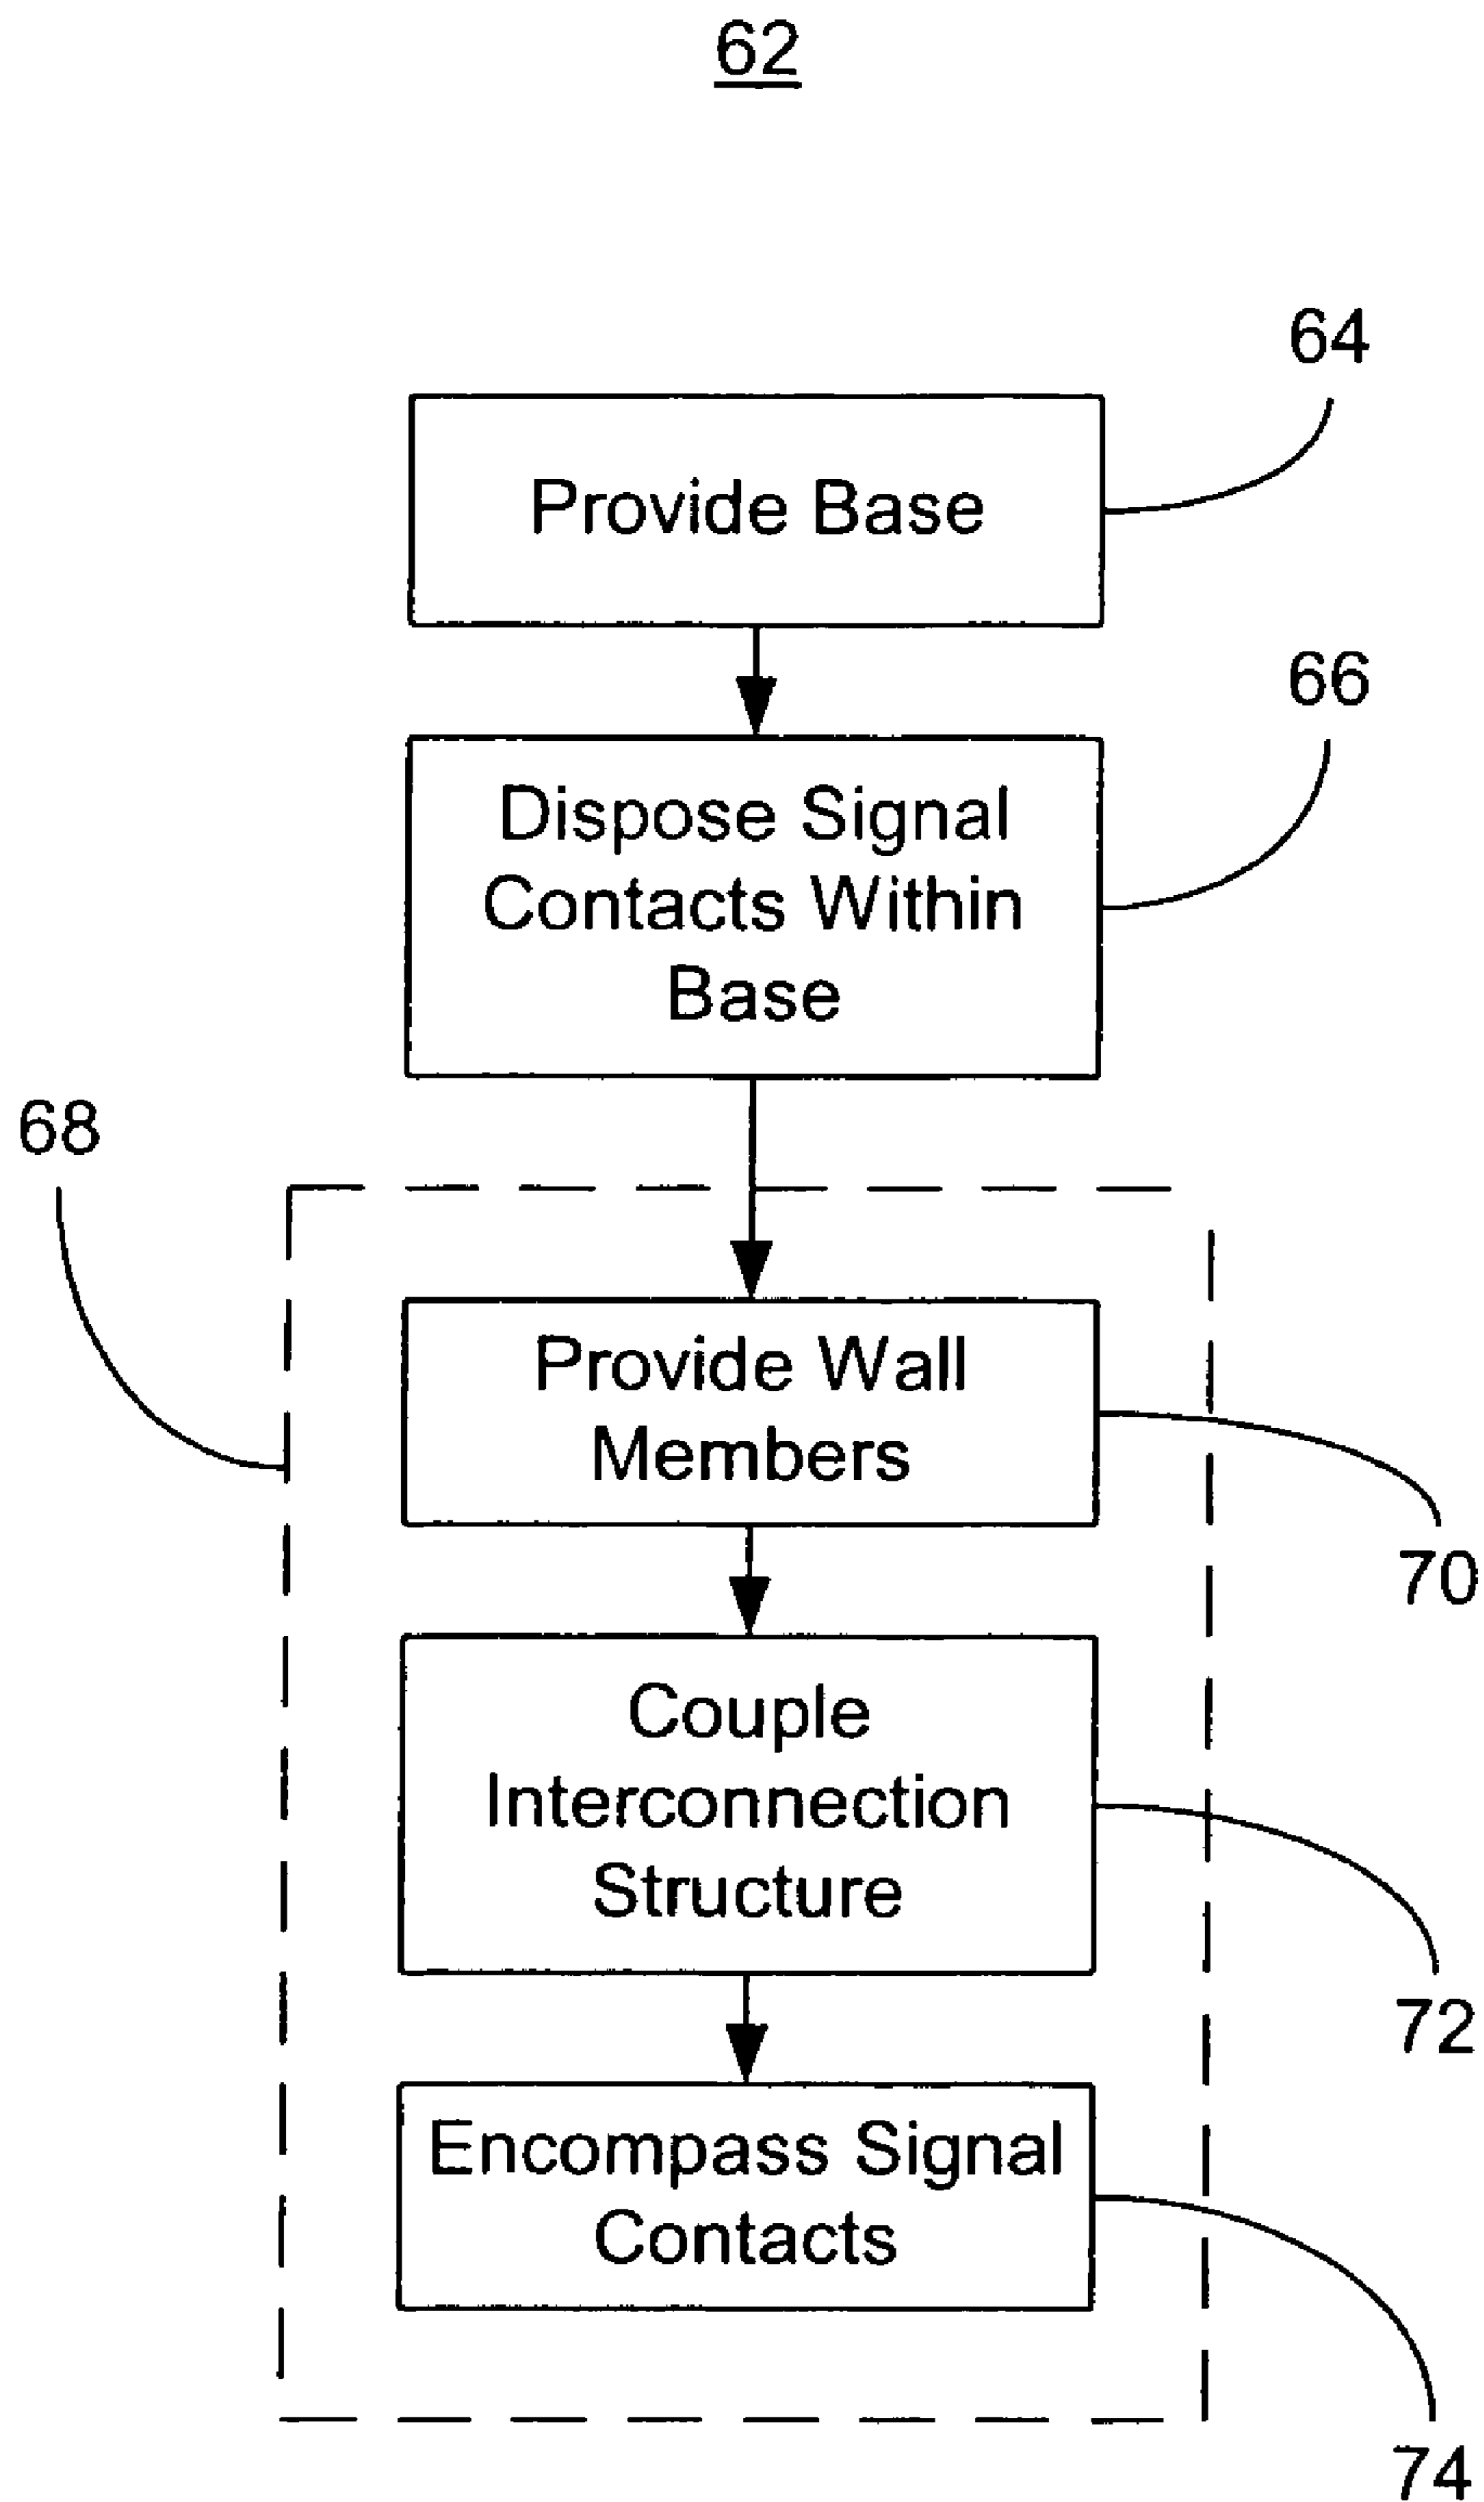 62
64
Provide Base
66
Dispose Signal
Contacts Within
Base
68
Provide Wall
Members
70
Couple
Interconnection
Structure
72
Encompass Signal
Contacts
74